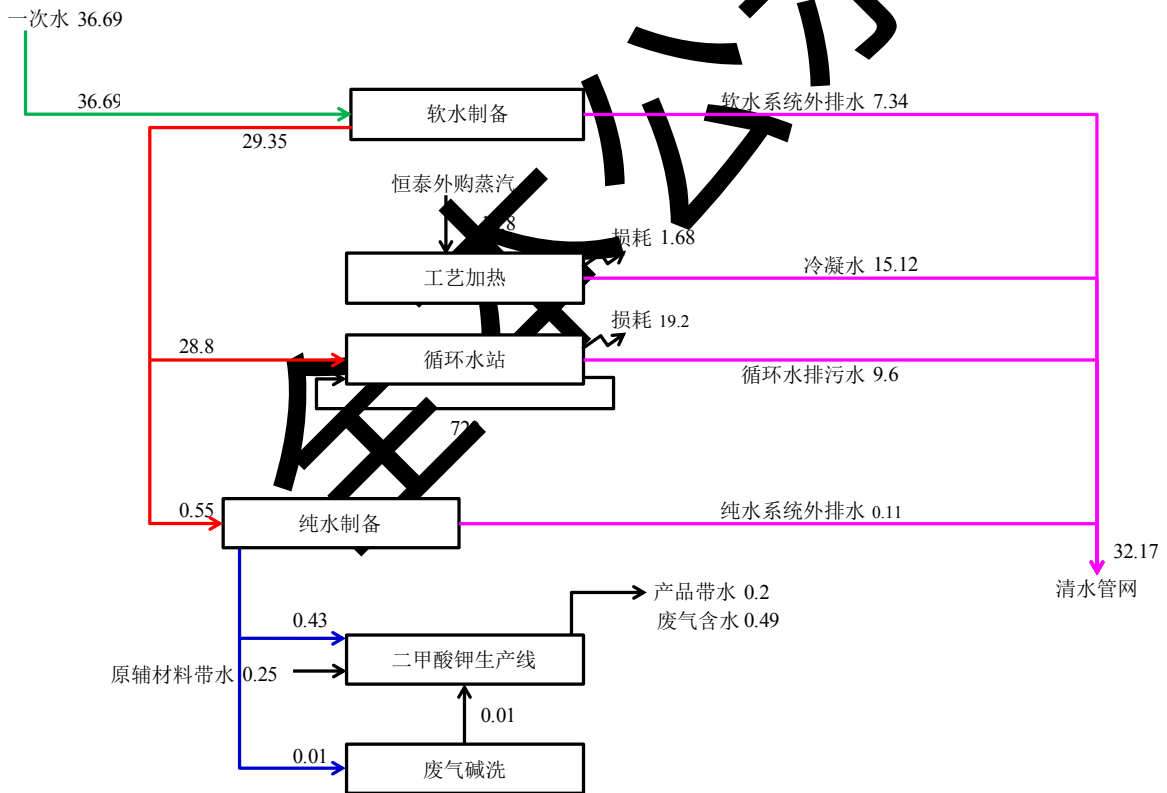 一次水 36.69
36.69
软水制备
软水系统外排水 7.34
29.35
恒泰外购蒸汽
损耗 1.68
工艺加热
冷凝水 15.12
损耗 19.2
28.8
循环水站
循环水排污水 9.6
0.55
纯水制备
纯水系统外排水 0.11
32.17
清水管网
产品带水 0.2
废气含水 0.49
0.43
二甲酸钾生产线
原辅材料带水 0.25
0.01
0.01
废气碱洗